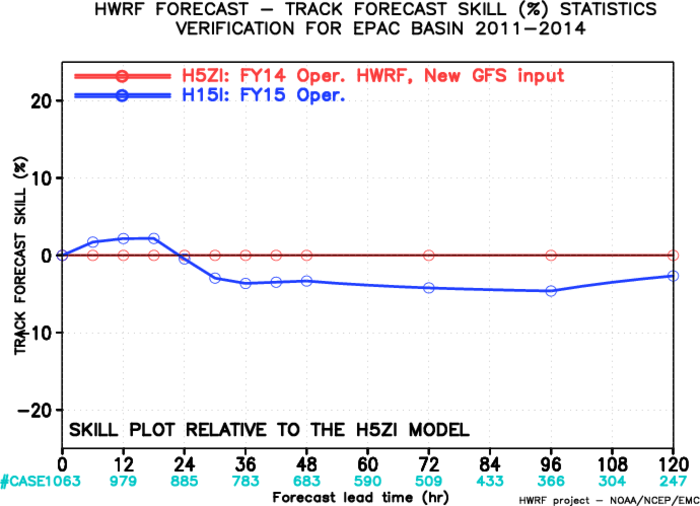 HWRF FORECAST – TRACK FORECAST SKILL (%) STATISTICS
VERIFICATION FOR EPAC BASIN 2011–2014
H5ZI: FY14 Oper. HWRF, New GFS input
H15I: FY15 Oper.
TRACK FORECAST SKILL (%)
20
10
0
–10
–20
SKILL PLOT RELATIVE TO THE H5ZI MODEL
0 12 24 36 48 60 72 84 96 108 120
#CASE1063 979 885 783 683 590 509 433 366 304 247
Forecast lead time (hr)
HWRF project – NOAA/NCEP/EMC